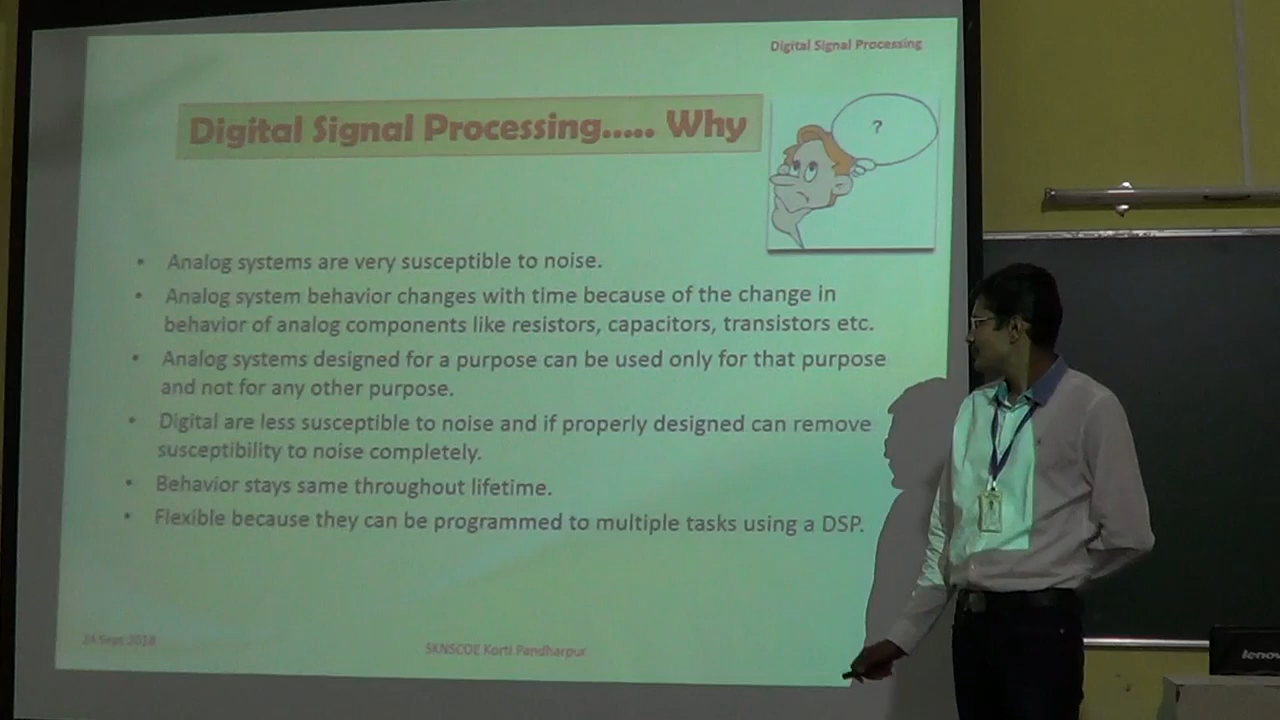 Digital Signal Processing
Digital Signal Processing..... Why
?
• Analog systems are very susceptible to noise.
• Analog system behavior changes with time because of the change in
behavior of analog components like resistors, capacitors, transistors etc.
• Analog systems designed for a purpose can be used only for that purpose
and not for any other purpose.
• Digital are less susceptible to noise and if properly designed can remove
susceptibility to noise completely.
• Behavior stays same throughout lifetime.
• Flexible because they can be programmed to multiple tasks using a DSP.
24 Sept 2018
SKNSCOE Korti Pandharpur
lenovo